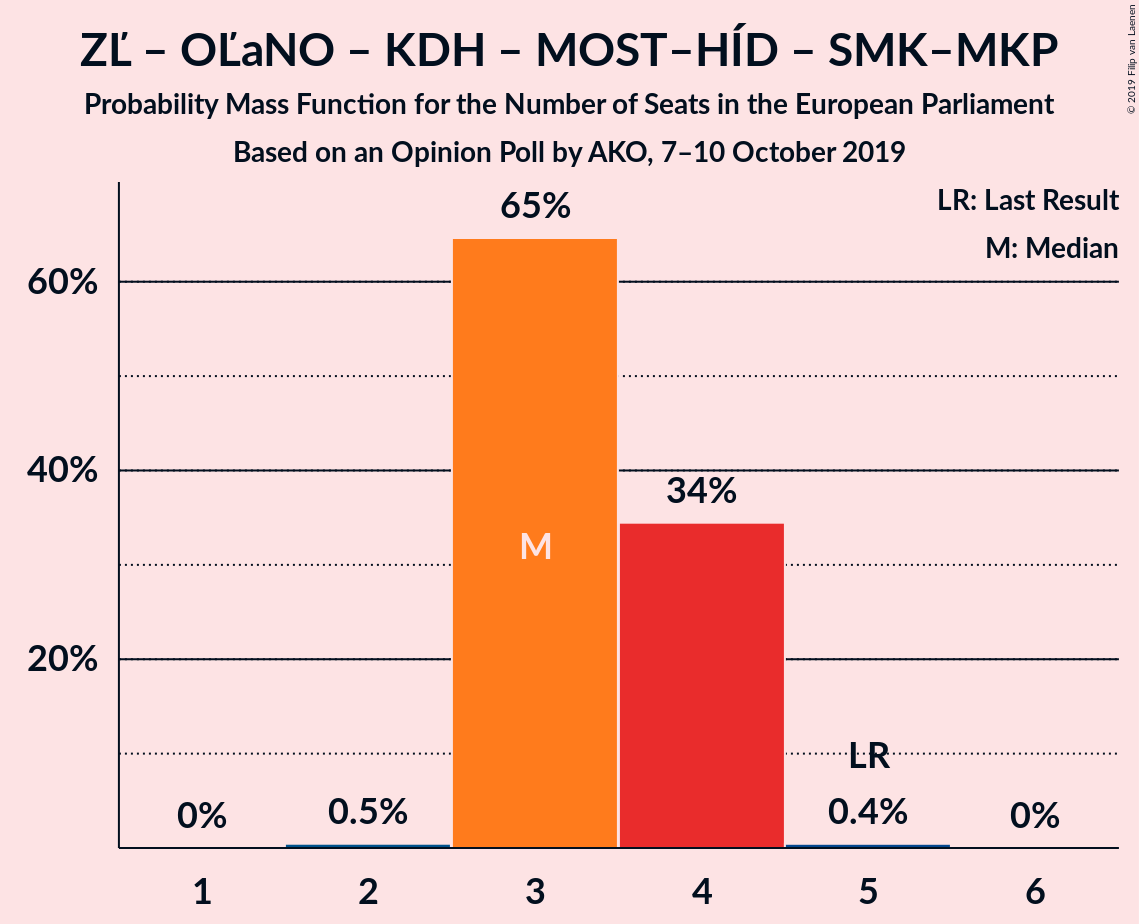 ZĽ – OĽaNO – KDH – MOST–HÍD – SMK–MKP
Probability Mass Function for the Number of Seats in the European Parliament
Based on an Opinion Poll by AKO, 7–10 October 2019
© 2019 Filip van Laenen
LR: Last Result
M: Median
65%
60%
40%
34%
M
20%
LR
0%
0.5%
0.4%
0%
1
2
3
4
5
6